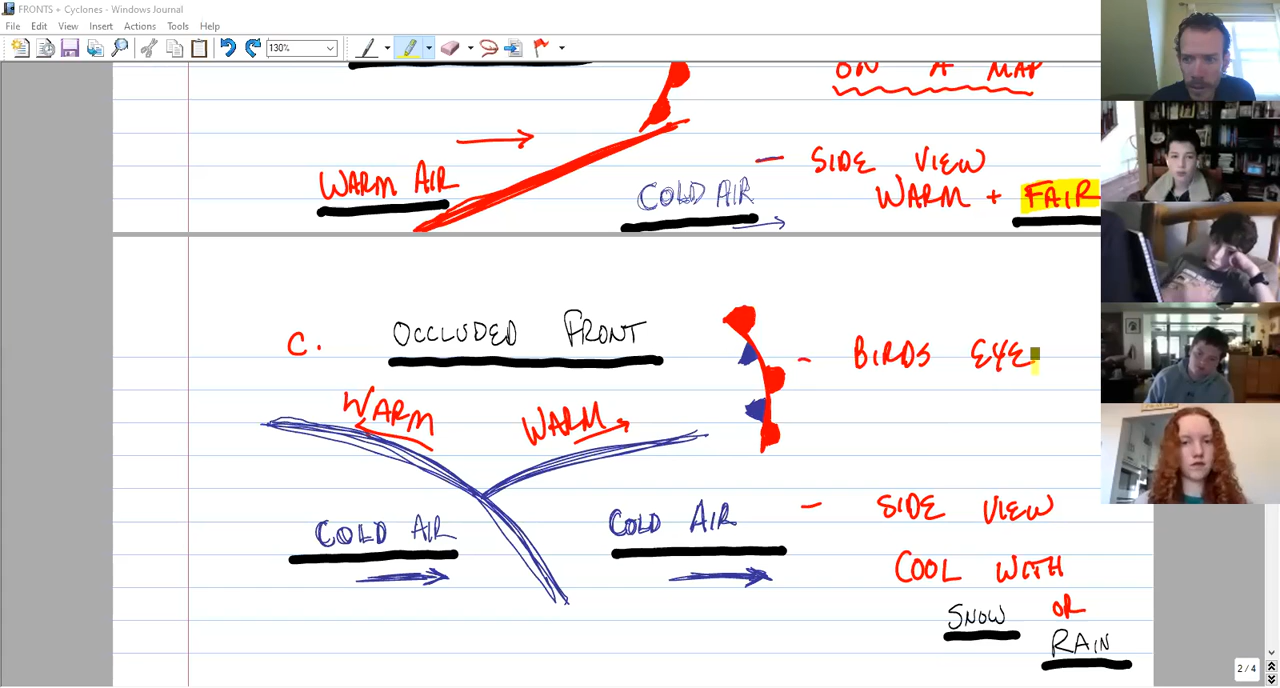 FRONTS + Cyclones - Windows Journal
File Edit View Insert Actions Tools Help
130%
ON A MAP
WARM AIR
COLD AIR
- SIDE VIEW
WARM + FAIR
C. OCCLUDED FRONT
- BIRDS EYE
WARM WARM
COLD AIR COLD AIR
- SIDE VIEW
COOL WITH
SNOW OR
RAIN
2 / 4